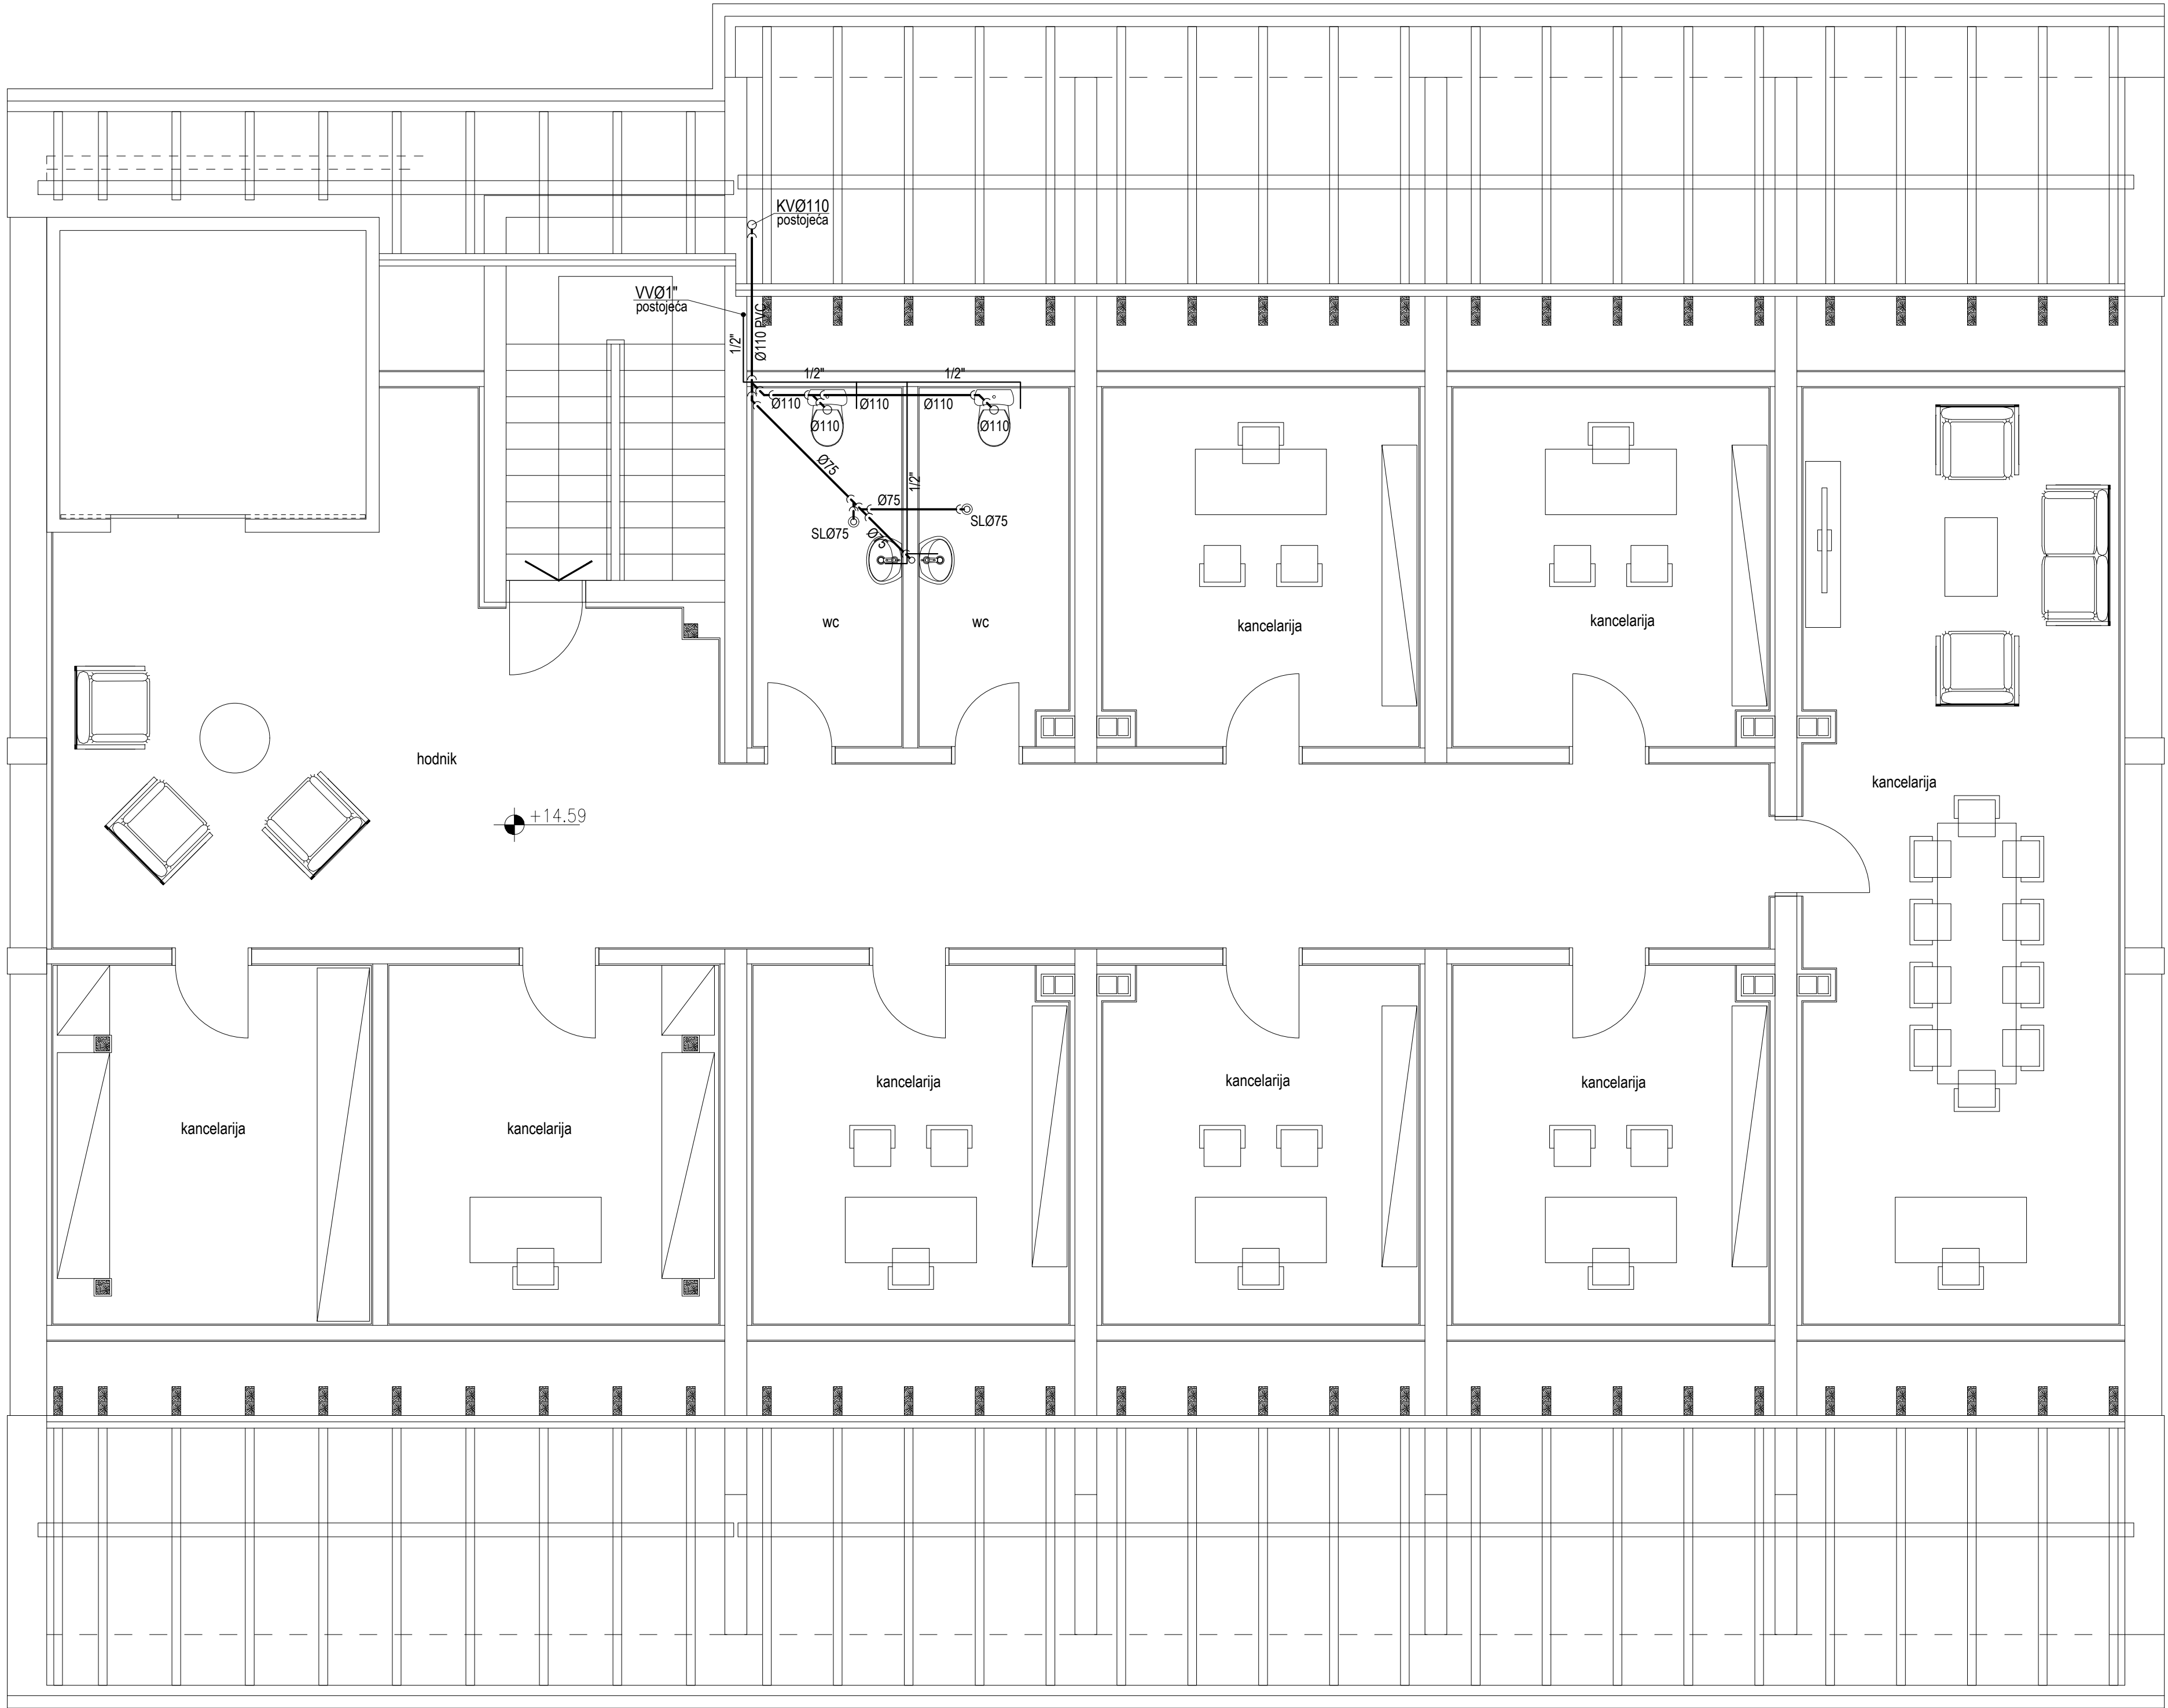 KVØ110
postojeća
VVØ1"
postojeća
1/2"
Ø110 PVC
1/2"
1/2"
Ø110
Ø110
Ø110
Ø110
Ø110
Ø75
1/2"
Ø75
SLØ75
SLØ75
Ø75
wc
wc
kancelarija
kancelarija
hodnik
kancelarija
+14.59
kancelarija
kancelarija
kancelarija
kancelarija
kancelarija